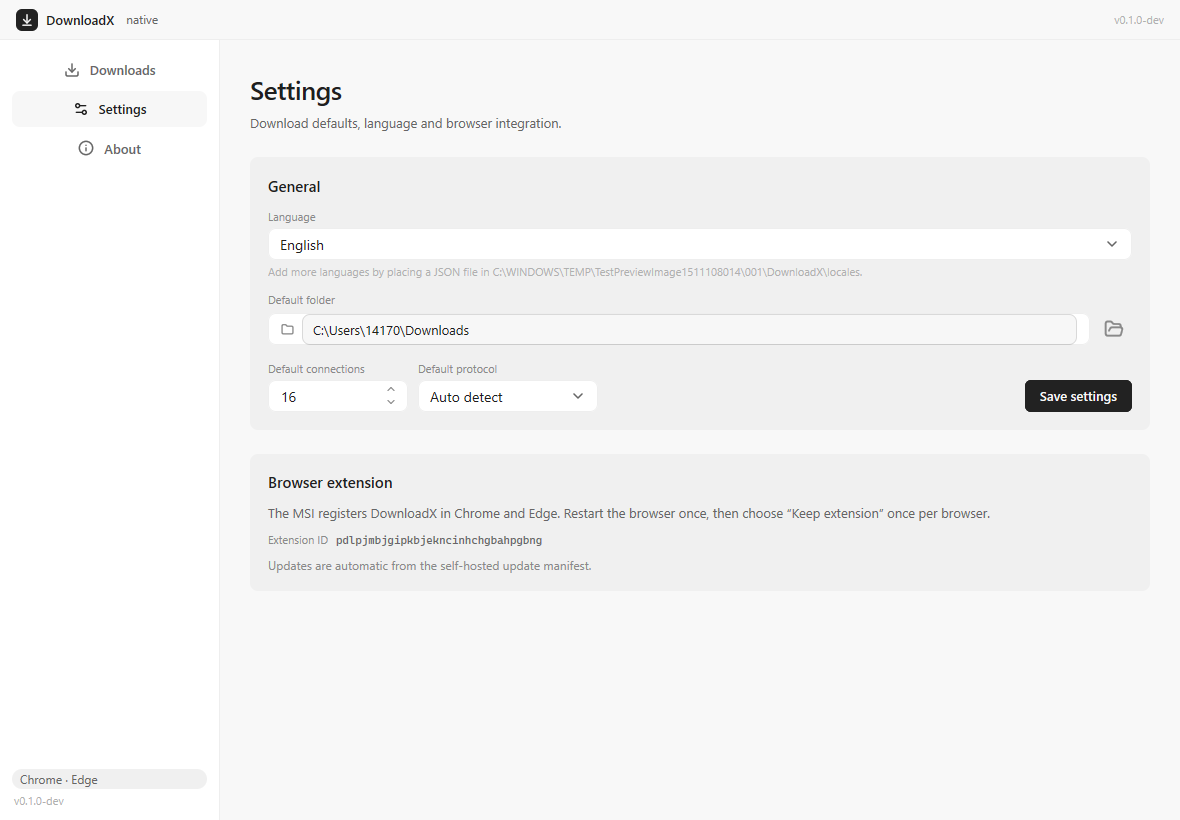 DownloadX native
v0.1.0-dev
Downloads
Settings
About
Settings
Download defaults, language and browser integration.
General
Language
English
Add more languages by placing a JSON file in C:\WINDOWS\TEMP\TestPreviewImage1511108014\001\DownloadX\locales.
Default folder
C:\Users\14170\Downloads
Default connections
Default protocol
16
Auto detect
Save settings
Browser extension
The MSI registers DownloadX in Chrome and Edge. Restart the browser once, then choose “Keep extension” once per browser.
Extension ID pdlpjmbjgipkbjekncinhchgbahpgbng
Updates are automatic from the self-hosted update manifest.
Chrome · Edge
v0.1.0-dev